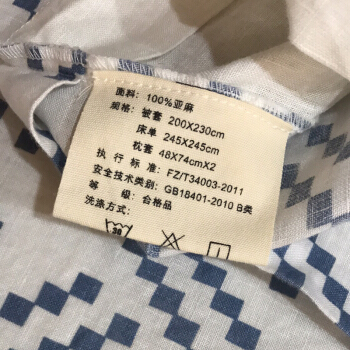 面料：100%亚麻
规格：被套 200X230cm
床单 245X245cm
枕套 48X74cmX2
执 行 标准：FZ/T34003-2011
安全技术类别：GB18401-2010 B类
等 级：合格品
洗涤方式：
30